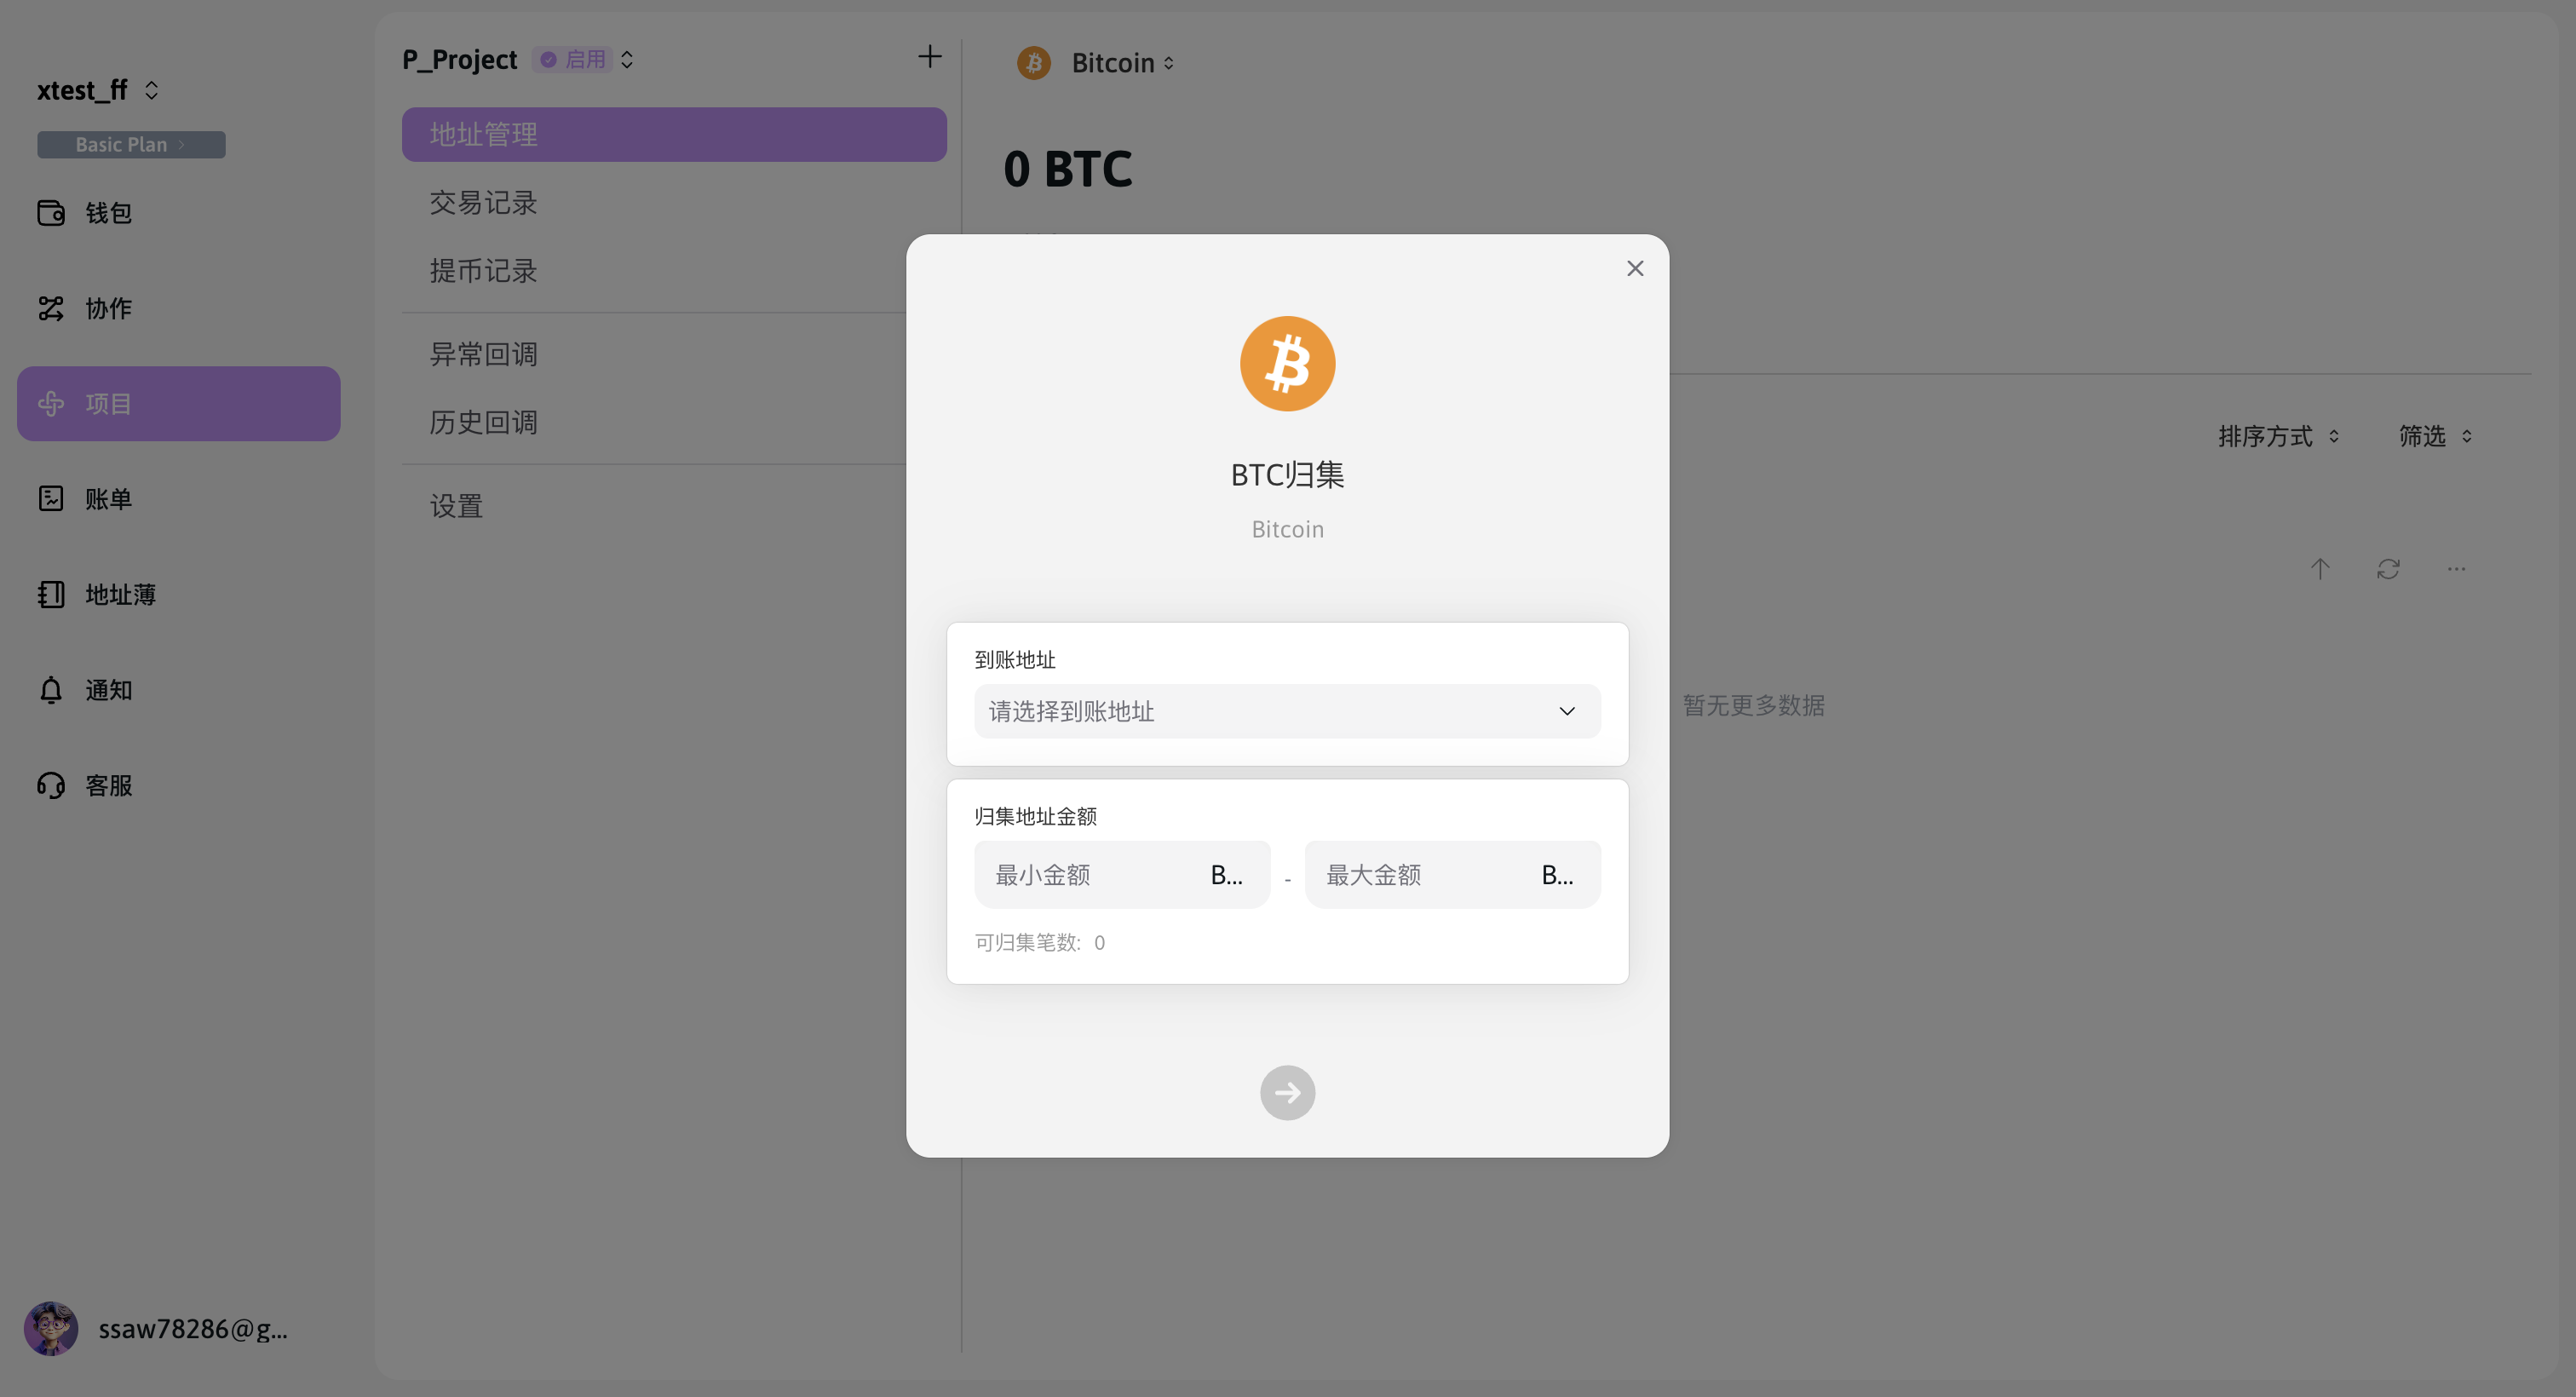 xtest_ff
Basic Plan
钱包
协作
项目
账单
地址薄
通知
客服
ssaw78286@g...
P_Project 启用
地址管理
交易记录
提币记录
异常回调
历史回调
设置
Bitcoin
0 BTC
排序方式 筛选
暂无更多数据
BTC归集
Bitcoin
到账地址
请选择到账地址
归集地址金额
最小金额 B... - 最大金额 B...
可归集笔数: 0